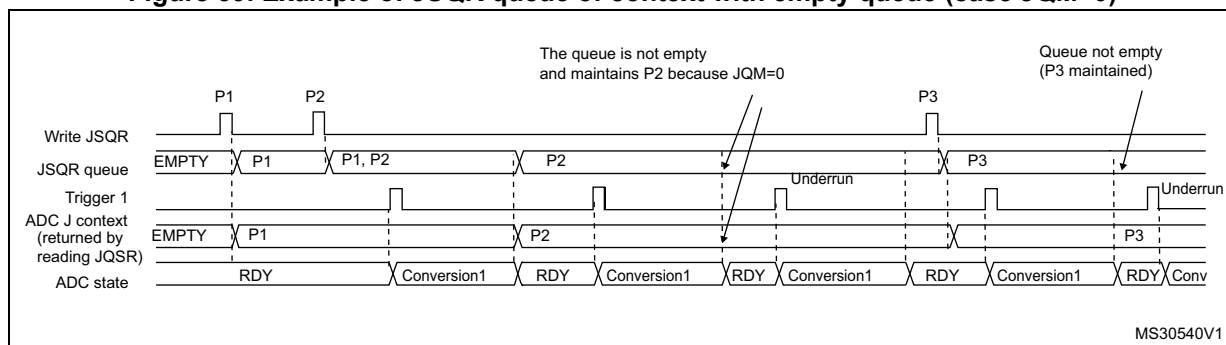 The queue is not empty
and maintains P2 because JQM=0
Queue not empty
(P3 maintained)
P1 P2 P3
Write JSQR
JSQR queue EMPTY P1 P1, P2 P2 P3
Trigger 1 Underrun Underrun
ADC J context
(returned by
reading JQSR) EMPTY P1 P2 P3
ADC state RDY Conversion1 RDY Conversion1 RDY Conversion1 RDY Conversion1 RDY Conv
MS30540V1